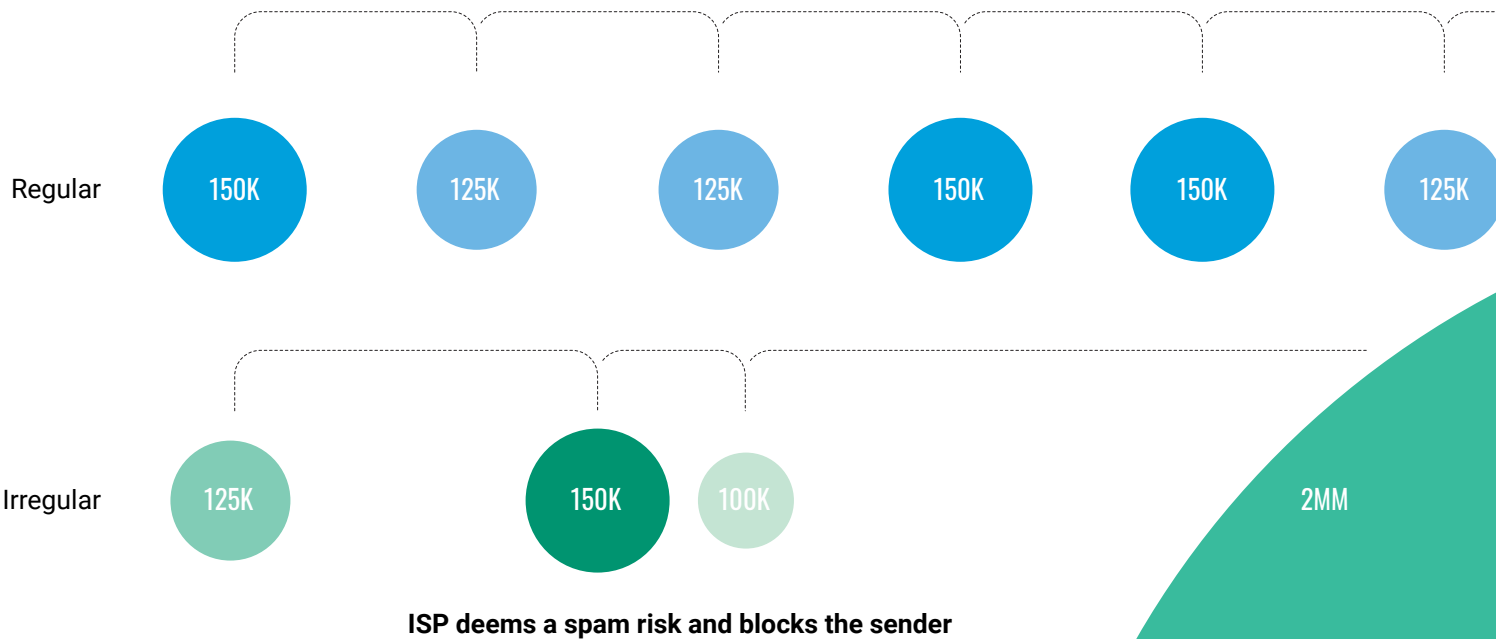 Regular 150K 125K 125K 150K 150K 125K
Irregular 125K 150K 100K 2MM
ISP deems a spam risk and blocks the sender